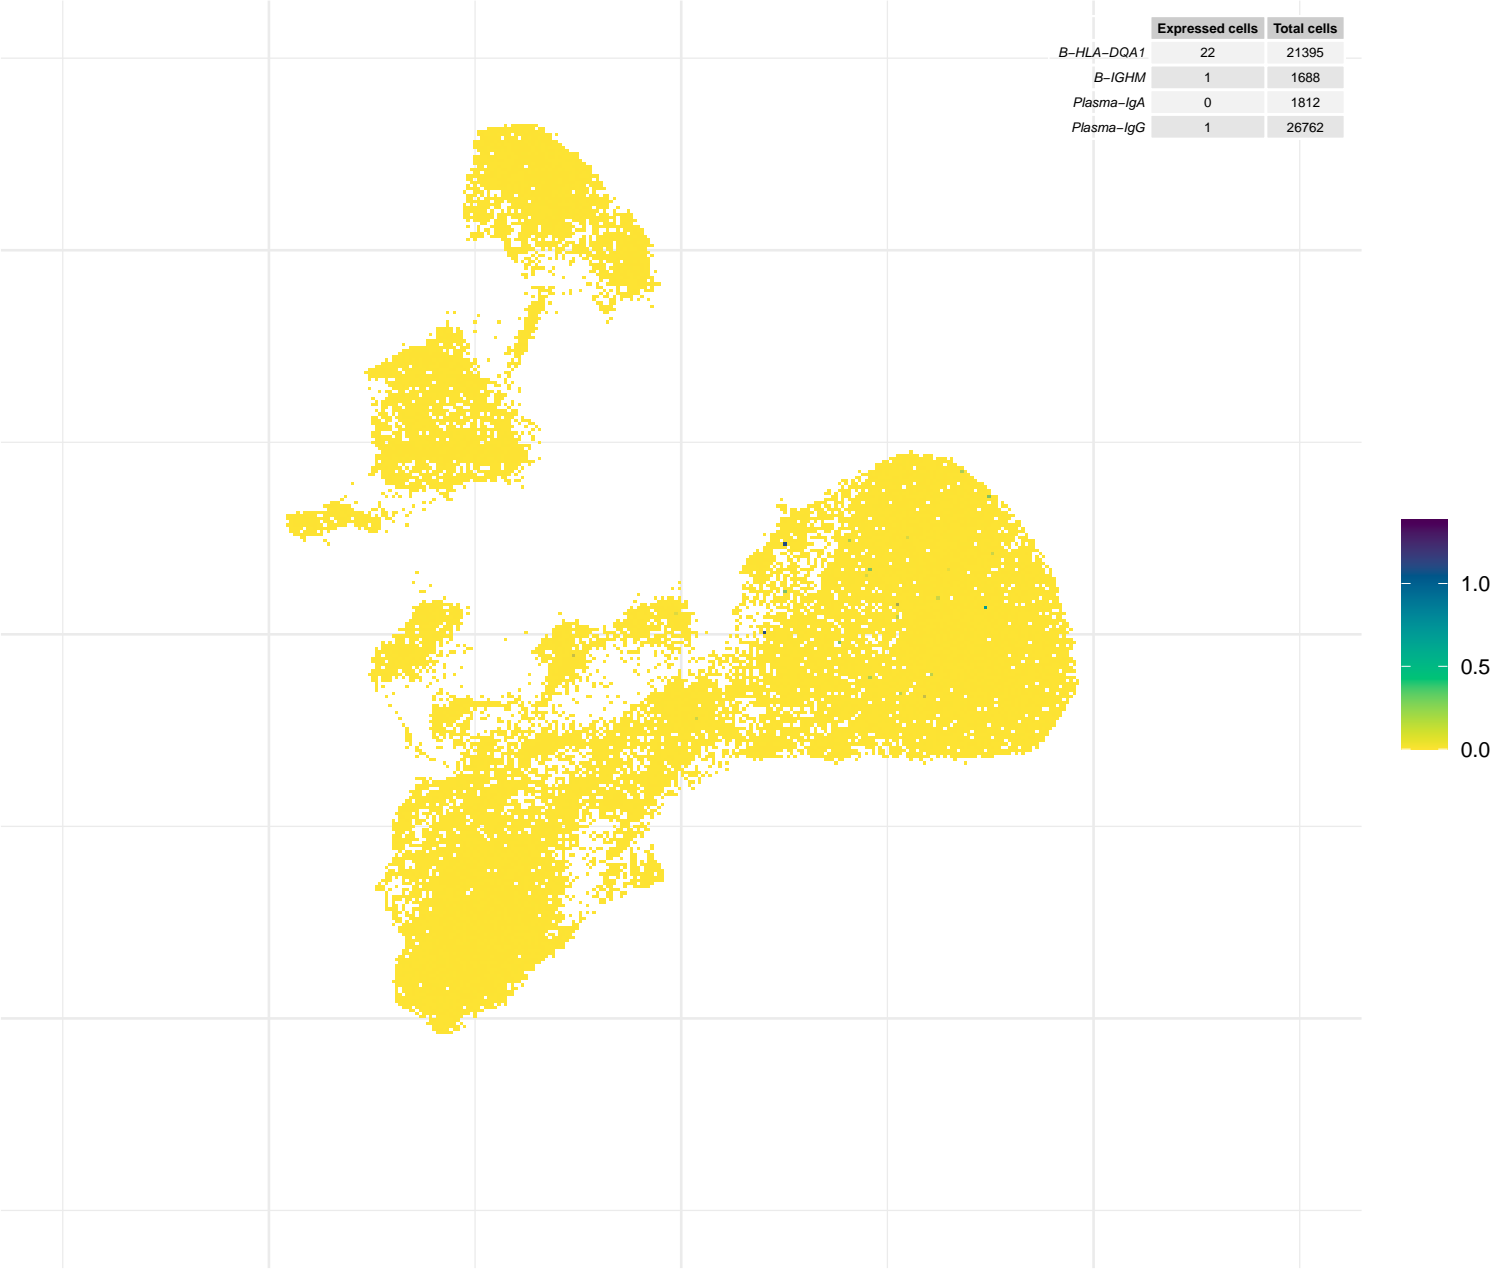 Expressed cells Total cells
B−HLA−DQA1 22 21395
B−IGHM 1 1688
Plasma−IgA 0 1812
Plasma−IgG 1 26762
1.0
0.5
0.0